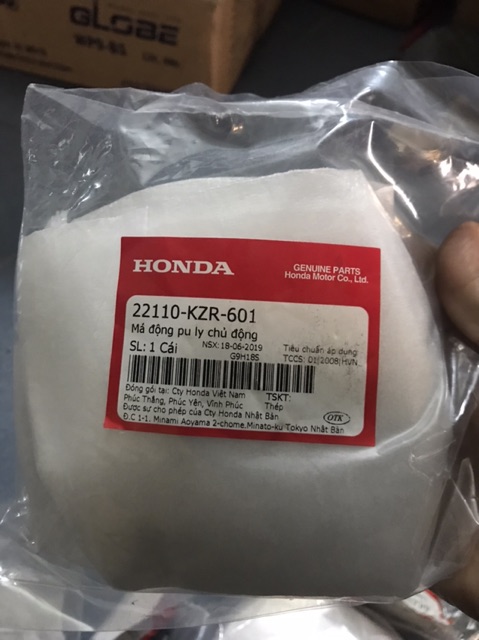 GLOBE
HONDA
GENUINE PARTS
Honda Motor Co., Ltd.
22110-KZR-601
Má động pu ly chủ động
SL: 1 Cái
NSX: 18-06-2019
G9H18S
Tiêu chuẩn áp dụng
TCCS: 01|2008|HVN
Đóng gói tại: Cty Honda Việt Nam
Phúc Thắng, Phúc Yên, Vĩnh Phúc
TSKT:
Thép
Được sự cho phép của Cty Honda Nhật Bản
Đ.C 1-1. Minami Aoyama 2-chome.Minato-ku Tokyo Nhật Bản
OTK